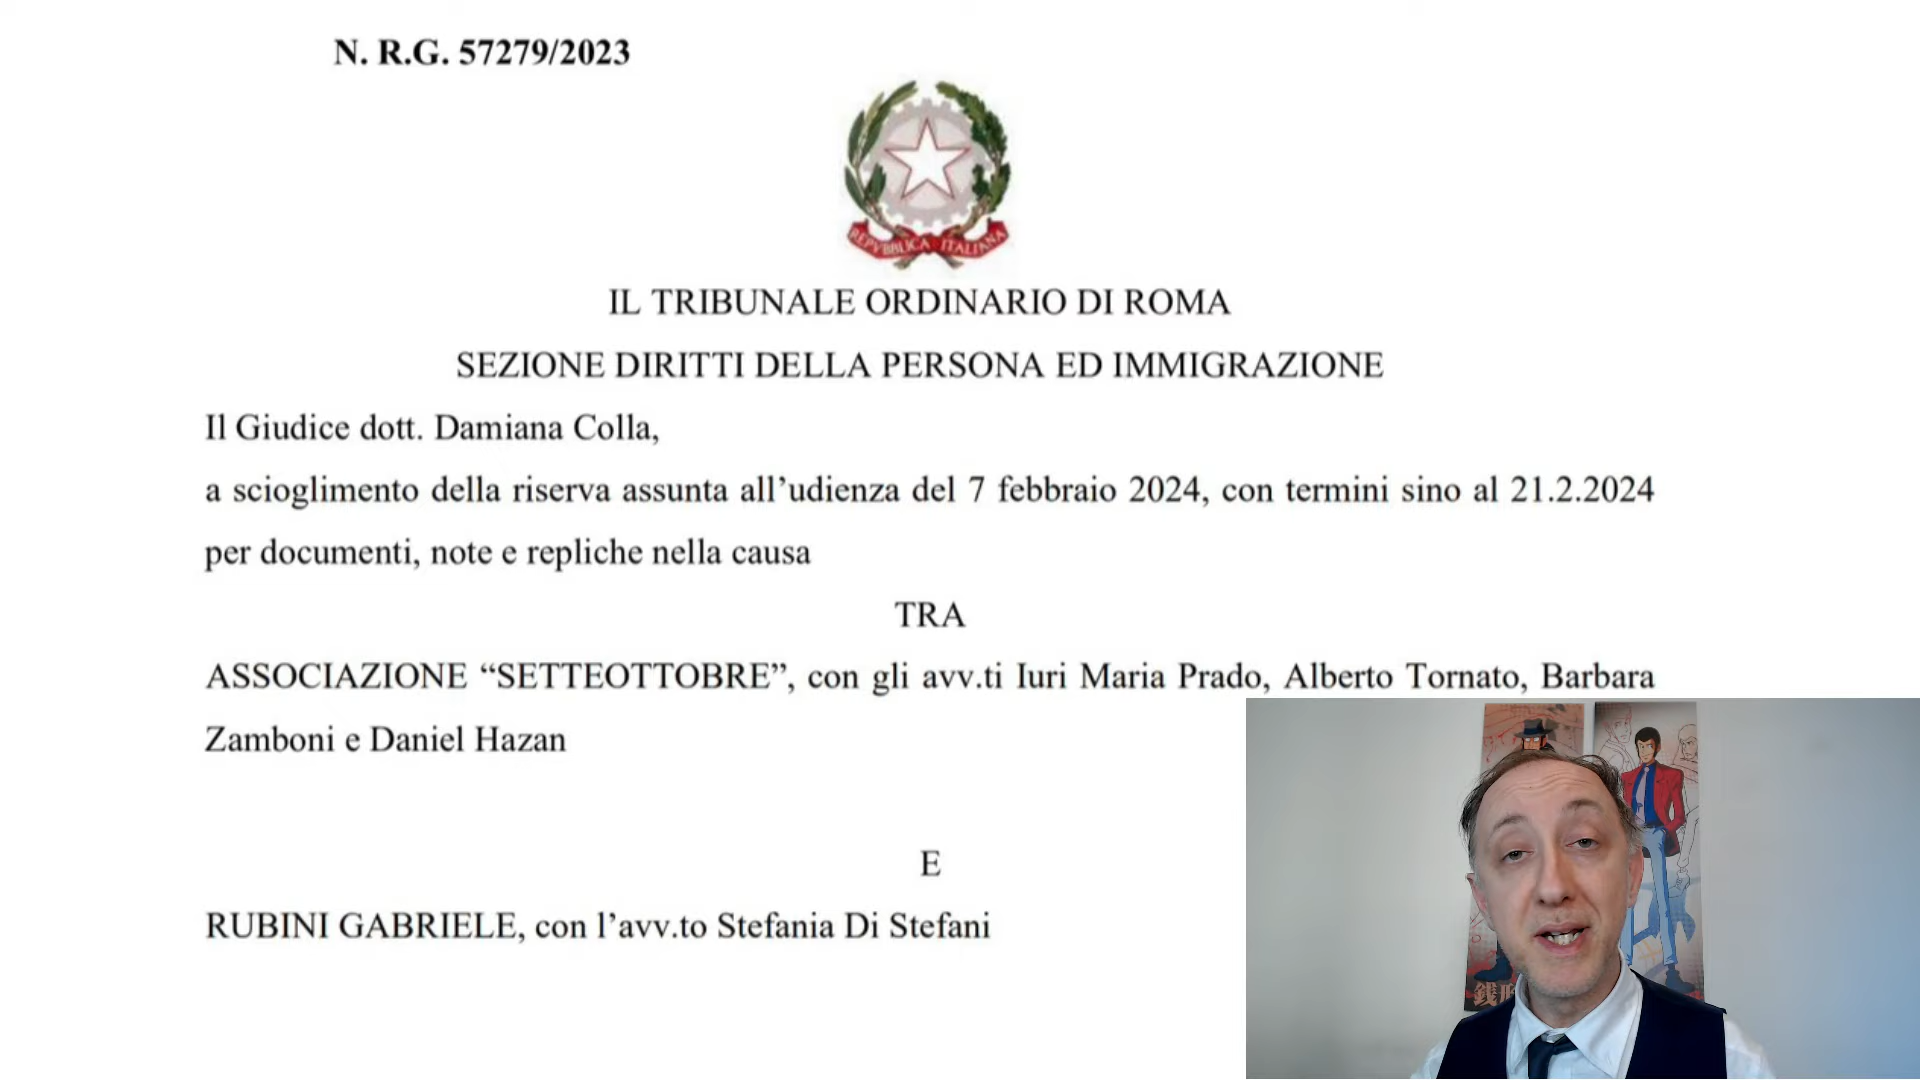 N. R.G. 57279/2023
REPVBBLICA ITALIANA
IL TRIBUNALE ORDINARIO DI ROMA
SEZIONE DIRITTI DELLA PERSONA ED IMMIGRAZIONE
Il Giudice dott. Damiana Colla,
a scioglimento della riserva assunta all’udienza del 7 febbraio 2024, con termini sino al 21.2.2024
per documenti, note e repliche nella causa
TRA
ASSOCIAZIONE “SETTEOTTOBRE”, con gli avv.ti Iuri Maria Prado, Alberto Tornato, Barbara
Zamboni e Daniel Hazan
E
RUBINI GABRIELE, con l’avv.to Stefania Di Stefani